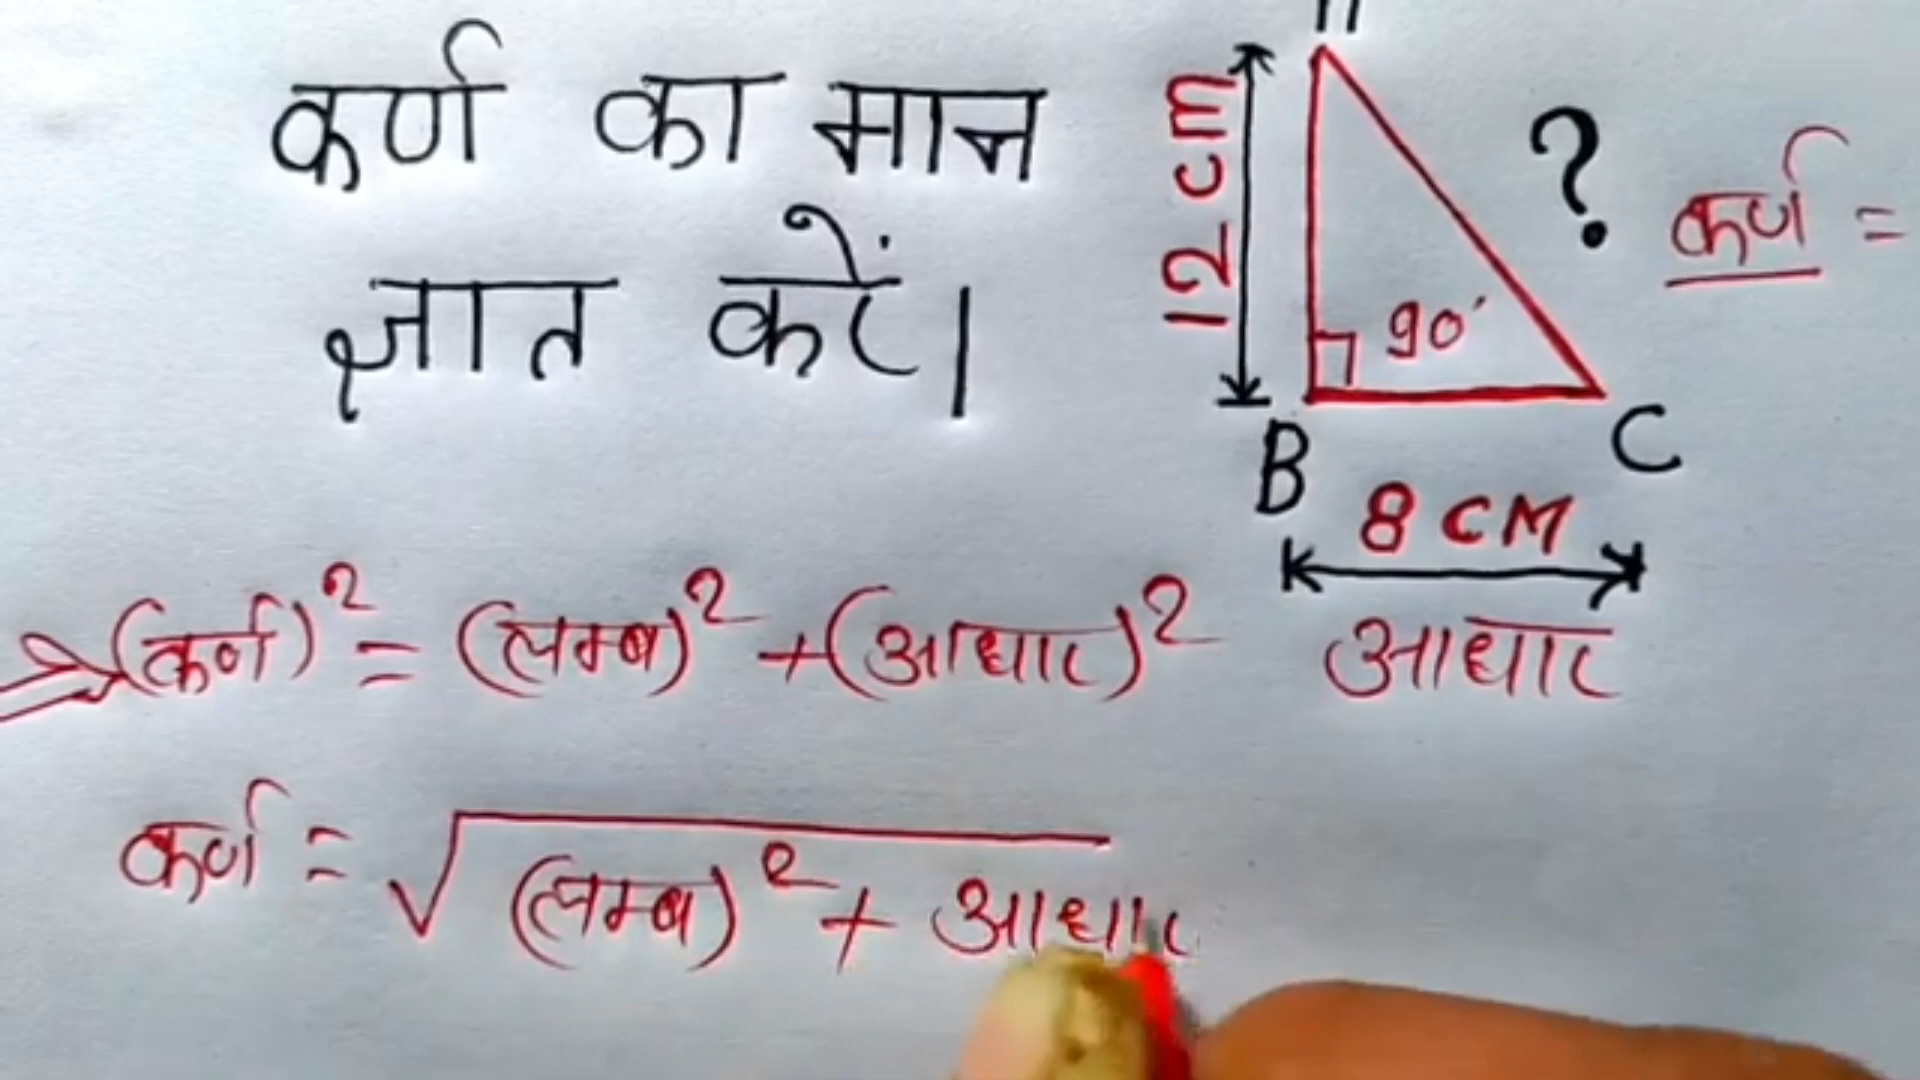 कर्ण का मान
ज्ञात करें।
12 cm
?
कर्ण =
90°
B
C
8 CM
आधार
(कर्ण)² = (लम्ब)² + (आधार)²
कर्ण = √(लम्ब)² + आधार